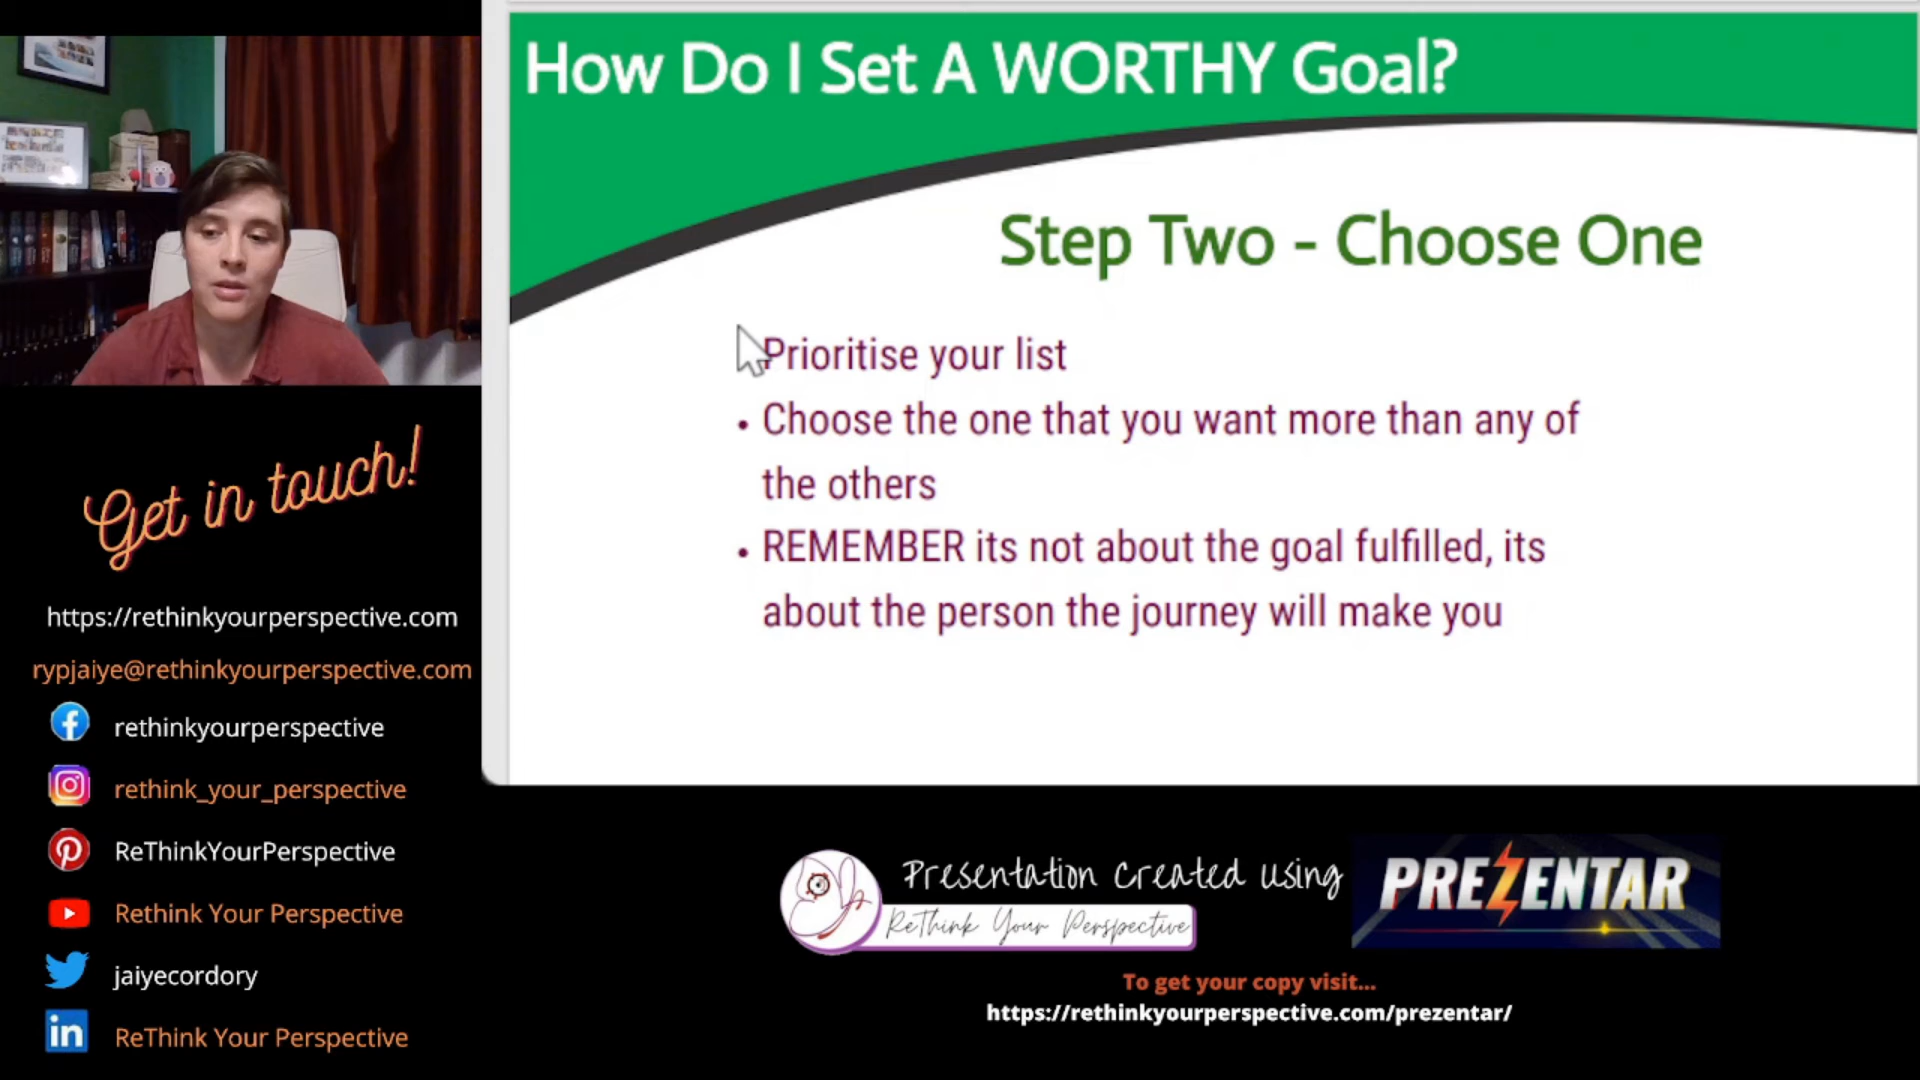 How Do I Set A WORTHY Goal?
Step Two - Choose One
Prioritise your list
• Choose the one that you want more than any of
the others
• REMEMBER its not about the goal fulfilled, its
about the person the journey will make you
Get in touch!
https://rethinkyourperspective.com
rypjaiye@rethinkyourperspective.com
rethinkyourperspective
rethink_your_perspective
ReThinkYourPerspective
Rethink Your Perspective
jaiyecordory
in ReThink Your Perspective
Presentation Created using
ReThink Your Perspective
PREZENTAR
To get your copy visit...
https://rethinkyourperspective.com/prezentar/